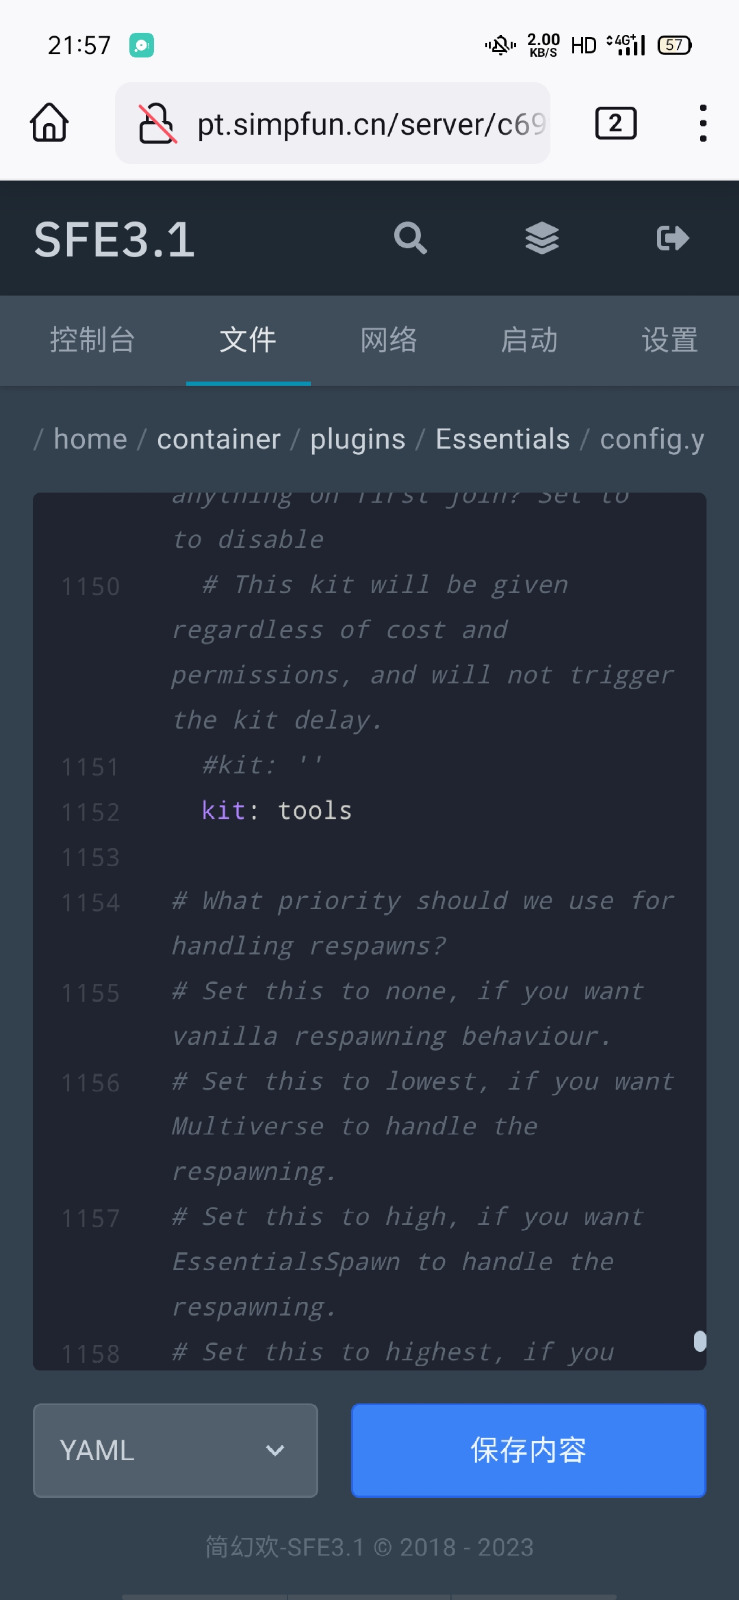 21:57
2.00 KB/S HD 4G+ 57
pt.simpfun.cn/server/c69
2
SFE3.1
控制台 文件 网络 启动 设置
/ home / container / plugins / Essentials / config.y
anything on first join? Set to
to disable
1150 # This kit will be given
regardless of cost and
permissions, and will not trigger
the kit delay.
1151 #kit: ''
1152 kit: tools
1153
1154 # What priority should we use for
handling respawns?
1155 # Set this to none, if you want
vanilla respawning behaviour.
1156 # Set this to lowest, if you want
Multiverse to handle the
respawning.
1157 # Set this to high, if you want
EssentialsSpawn to handle the
respawning.
1158 # Set this to highest, if you
YAML
保存内容
简幻欢-SFE3.1 © 2018 - 2023